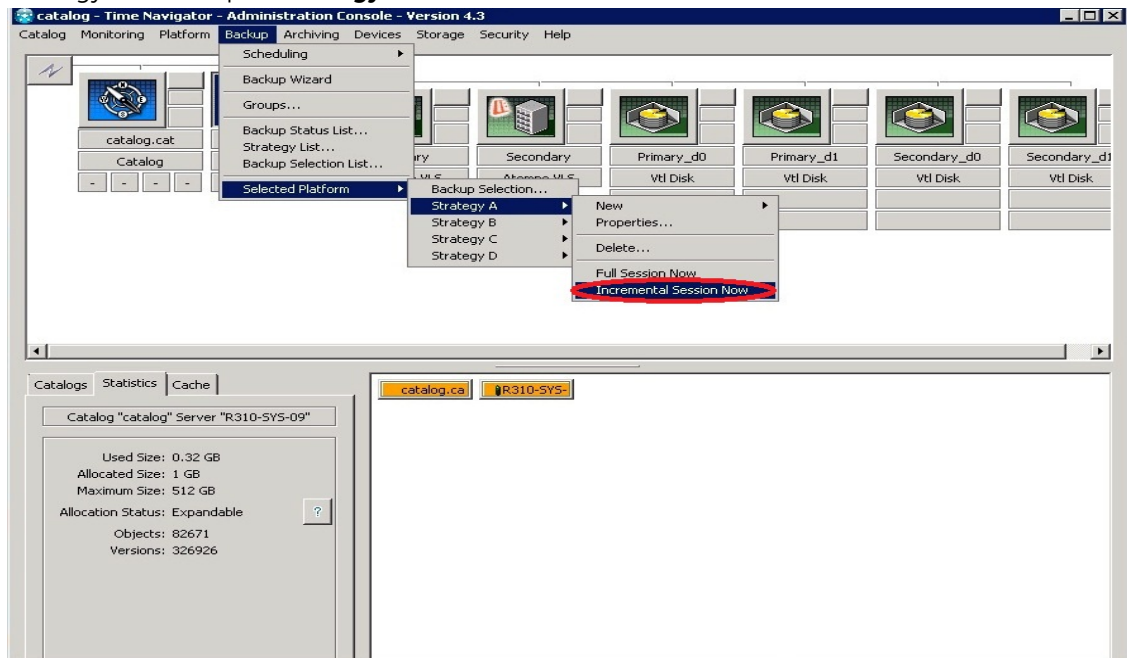 catalog - Time Navigator - Administration Console - Version 4.3
Catalog Monitoring Platform Backup Archiving Devices Storage Security Help
Scheduling
Backup Wizard
Groups...
Backup Status List...
Strategy List...
Backup Selection List...
Selected Platform
Backup Selection...
Strategy A
Strategy B
Strategy C
Strategy D
New
Properties...
Delete...
Full Session Now
Incremental Session Now
catalog.cat
Catalog
- - - -
Secondary
Primary_d0
Primary_d1
Secondary_d0
Secondary_d1
Vtl Disk
Vtl Disk
Vtl Disk
Vtl Disk
Catalogs Statistics Cache
Catalog "catalog" Server "R310-SYS-09"
Used Size: 0.32 GB
Allocated Size: 1 GB
Maximum Size: 512 GB
Allocation Status: Expandable
?
Objects: 82671
Versions: 326926
catalog.ca
R310-SYS-